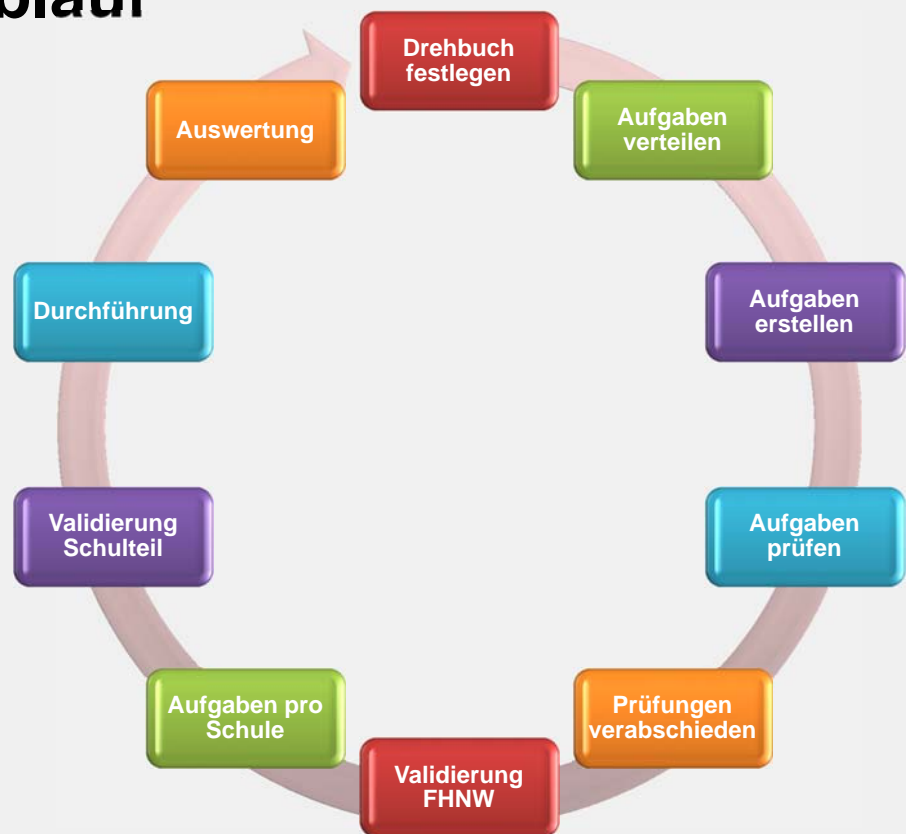 Drehbuch
festlegen
Aufgaben
verteilen
Aufgaben
erstellen
Aufgaben
prüfen
Prüfungen
verabschieden
Validierung
FHNW
Aufgaben pro
Schule
Validierung
Schulteil
Durchführung
Auswertung